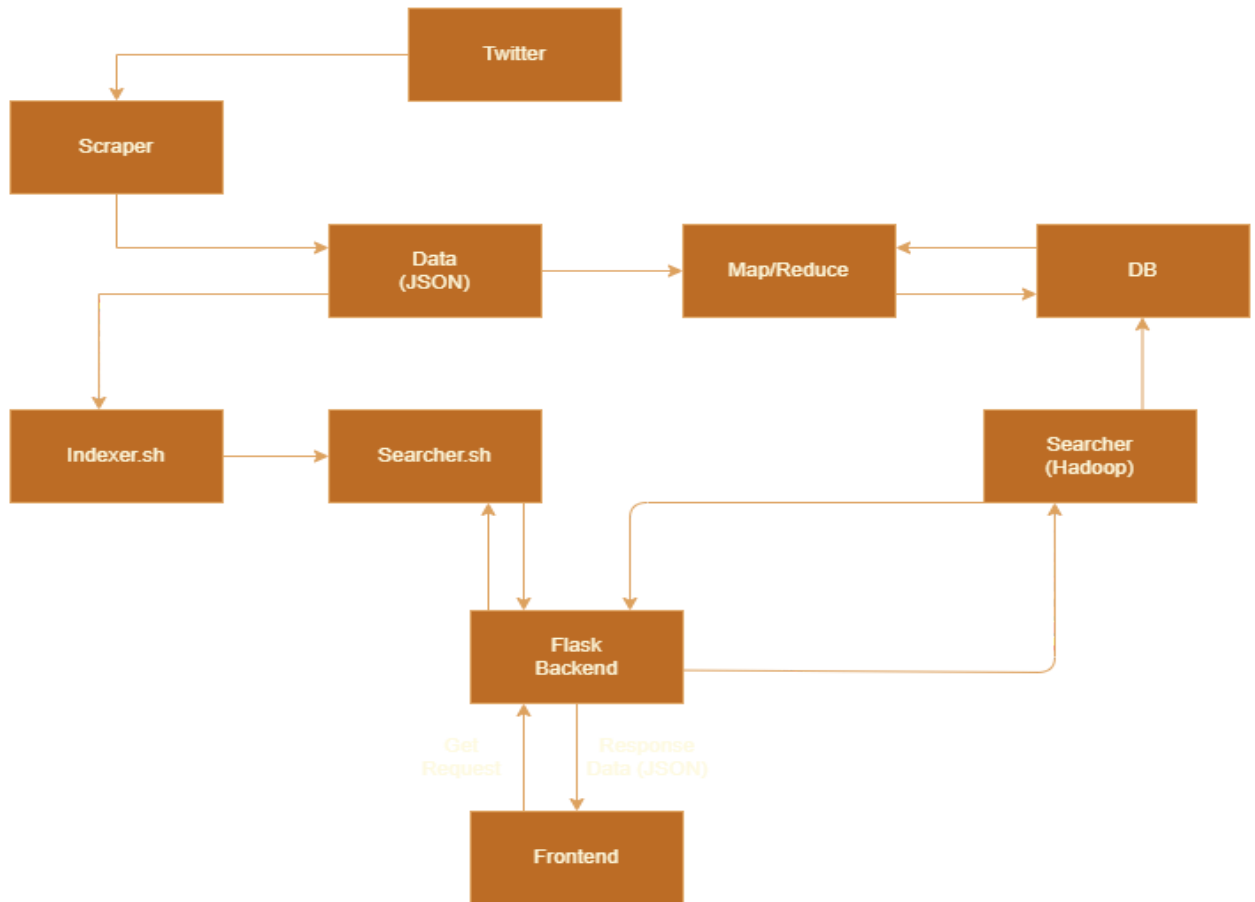 Twitter
Scraper
Data
(JSON)
Map/Reduce
DB
Indexer.sh
Searcher.sh
Searcher
(Hadoop)
Flask
Backend
Get
Request
Response
Data (JSON)
Frontend